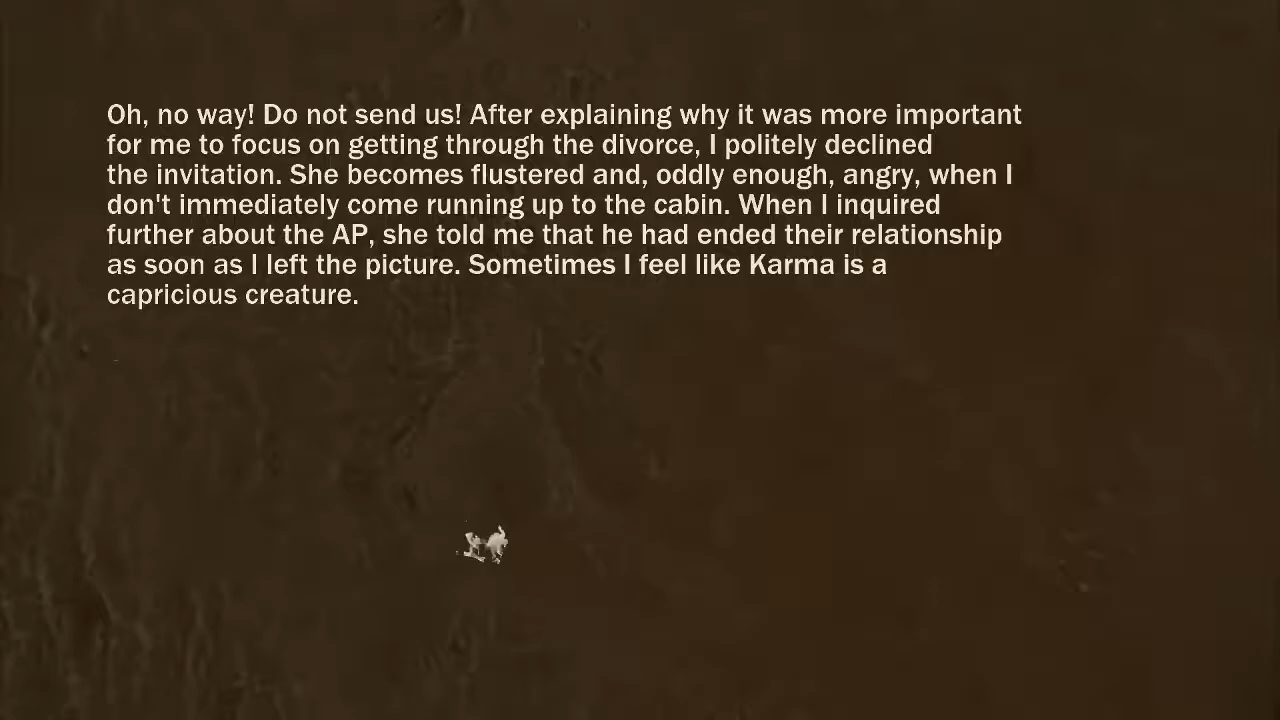 Oh, no way! Do not send us! After explaining why it was more important
for me to focus on getting through the divorce, I politely declined
the invitation. She becomes flustered and, oddly enough, angry, when I
don't immediately come running up to the cabin. When I inquired
further about the AP, she told me that he had ended their relationship
as soon as I left the picture. Sometimes I feel like Karma is a
capricious creature.